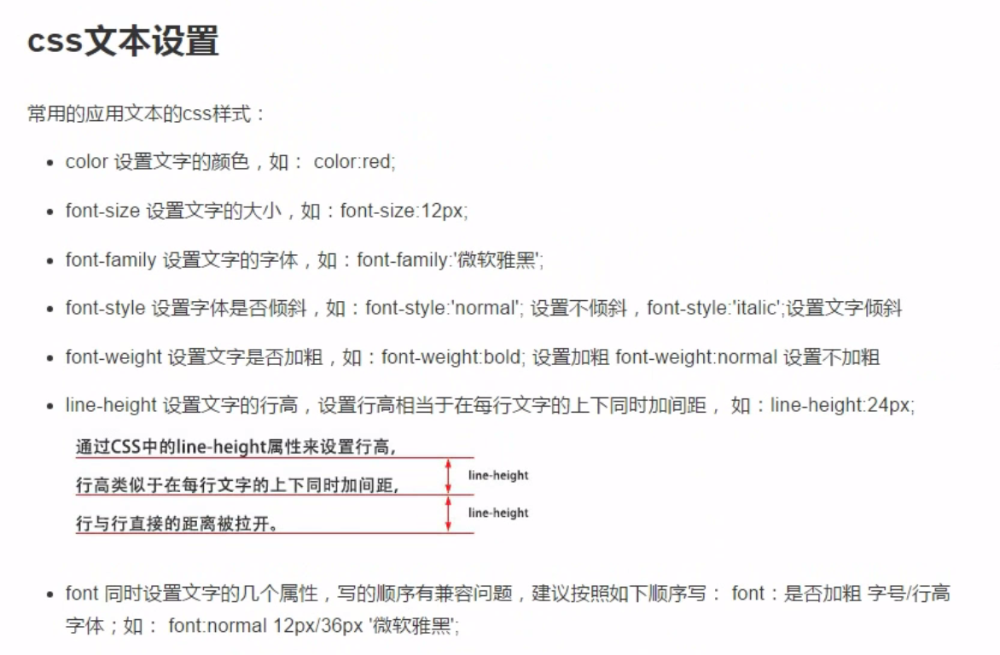 css文本设置
常用的应用文本的css样式：
color 设置文字的颜色，如： color:red;
font-size 设置文字的大小，如：font-size:12px;
font-family 设置文字的字体，如：font-family:'微软雅黑';
font-style 设置字体是否倾斜，如：font-style:'normal'; 设置不倾斜，font-style:'italic';设置文字倾斜
font-weight 设置文字是否加粗，如：font-weight:bold; 设置加粗 font-weight:normal 设置不加粗
line-height 设置文字的行高，设置行高相当于在每行文字的上下同时加间距， 如：line-height:24px;
通过CSS中的line-height属性来设置行高,
line-height
行高类似于在每行文字的上下同时加间距,
line-height
行与行直接的距离被拉开。
font 同时设置文字的几个属性，写的顺序有兼容问题，建议按照如下顺序写： font：是否加粗 字号/行高
字体；如： font:normal 12px/36px '微软雅黑';